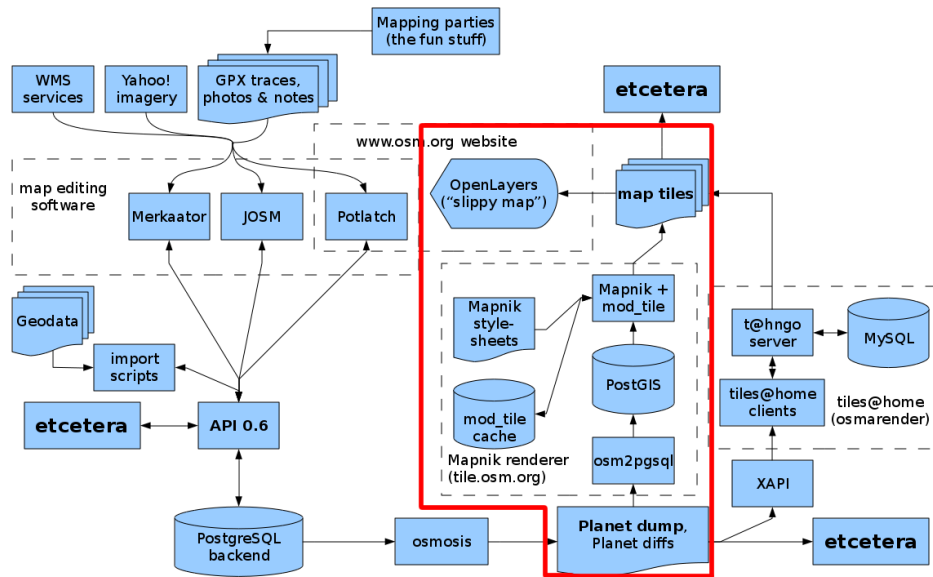 Mapping parties
(the fun stuff)
WMS
services
Yahoo!
imagery
GPX traces,
photos & notes
etcetera
www.osm.org website
map editing
software
Merkaator
JOSM
Potlatch
OpenLayers
(“slippy map”)
map tiles
Geodata
import
scripts
Mapnik
style-
sheets
Mapnik +
mod_tile
t@hngo
server
MySQL
PostGIS
mod_tile
cache
tiles@home
clients
tiles@home
(osmarender)
etcetera
API 0.6
Mapnik renderer
(tile.osm.org)
osm2pgsql
XAPI
PostgreSQL
backend
osmosis
Planet dump,
Planet diffs
etcetera